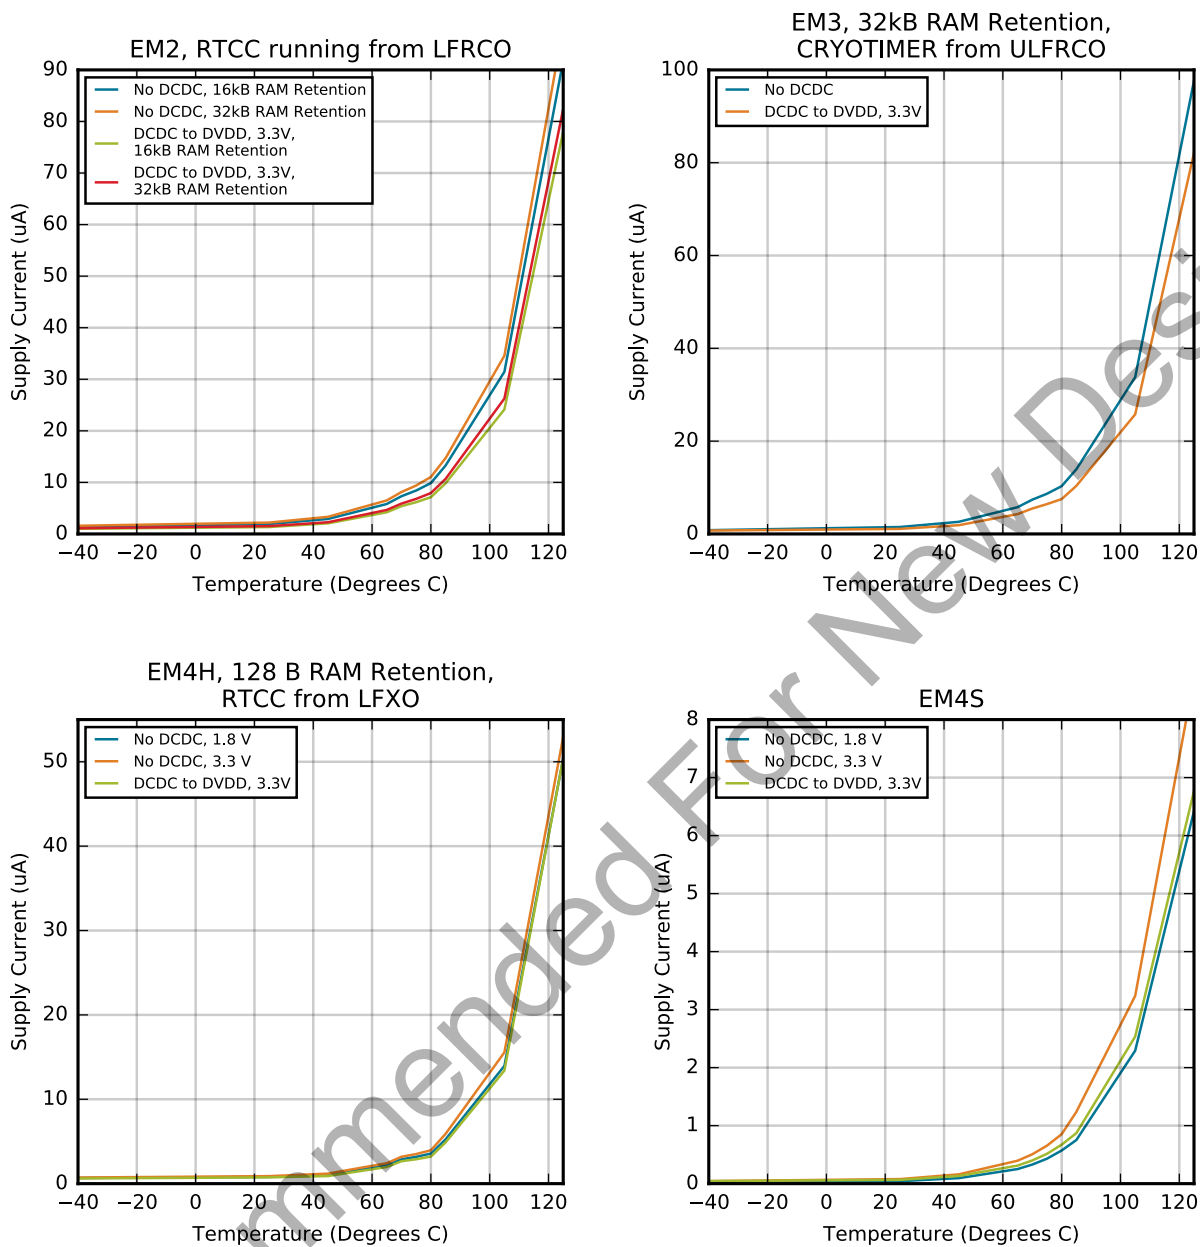 EM2, RTCC running from LFRCO
90
80
70
60
50
40
30
20
10
0
Supply Current (uA)
No DCDC, 16kB RAM Retention
No DCDC, 32kB RAM Retention
DCDC to DVDD, 3.3V,
16kB RAM Retention
DCDC to DVDD, 3.3V,
32kB RAM Retention
−40 −20 0 20 40 60 80 100 120
Temperature (Degrees C)
EM3, 32kB RAM Retention,
CRYOTIMER from ULFRCO
100
80
60
40
20
0
Supply Current (uA)
No DCDC
DCDC to DVDD, 3.3V
−40 −20 0 20 40 60 80 100 120
Temperature (Degrees C)
EM4H, 128 B RAM Retention,
RTCC from LFXO
50
40
30
20
10
0
Supply Current (uA)
No DCDC, 1.8 V
No DCDC, 3.3 V
DCDC to DVDD, 3.3V
−40 −20 0 20 40 60 80 100 120
Temperature (Degrees C)
EM4S
8
7
6
5
4
3
2
1
0
Supply Current (uA)
No DCDC, 1.8 V
No DCDC, 3.3 V
DCDC to DVDD, 3.3V
−40 −20 0 20 40 60 80 100 120
Temperature (Degrees C)
mmended For New Desi